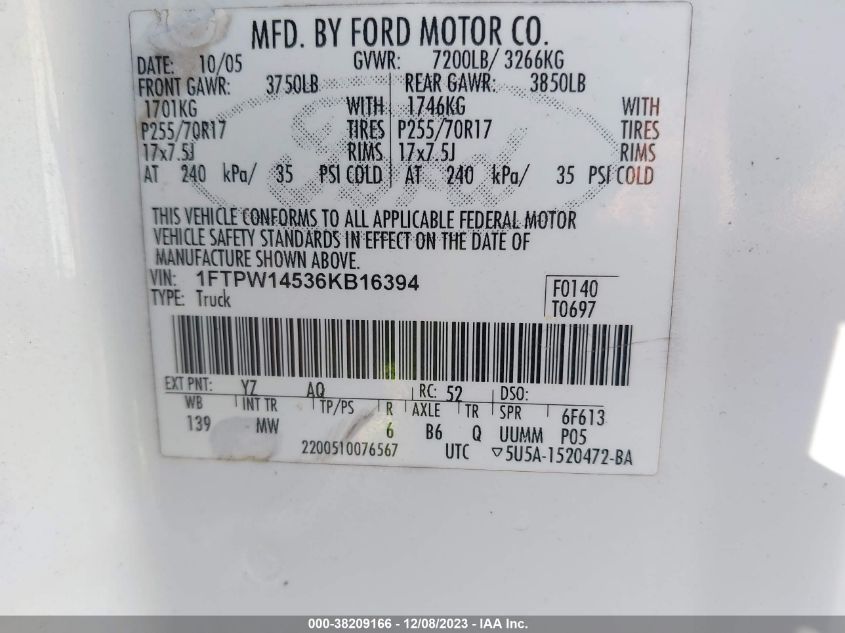 MFD. BY FORD MOTOR CO.
DATE: 10/05 GVWR: 7200LB/ 3266KG
FRONT GAWR: 3750LB REAR GAWR: 3850LB
1701KG WITH 1746KG WITH
P255/70R17 TIRES P255/70R17 TIRES
17x7.5J RIMS 17x7.5J RIMS
AT 240 kPa/ 35 PSI COLD AT 240 kPa/ 35 PSI COLD
THIS VEHICLE CONFORMS TO ALL APPLICABLE FEDERAL MOTOR
VEHICLE SAFETY STANDARDS IN EFFECT ON THE DATE OF
MANUFACTURE SHOWN ABOVE.
VIN: 1FTPW14536KB16394 F0140
TYPE: Truck T0697
EXT PNT: YZ AQ RC: 52 DSO:
WB INT TR TP/PS R AXLE TR SPR 6F613
139 MW 6 B6 Q UUMM P05
2200510076567 UTC ▽5U5A-1520472-BA
000-38209166 - 12/08/2023 - IAA Inc.